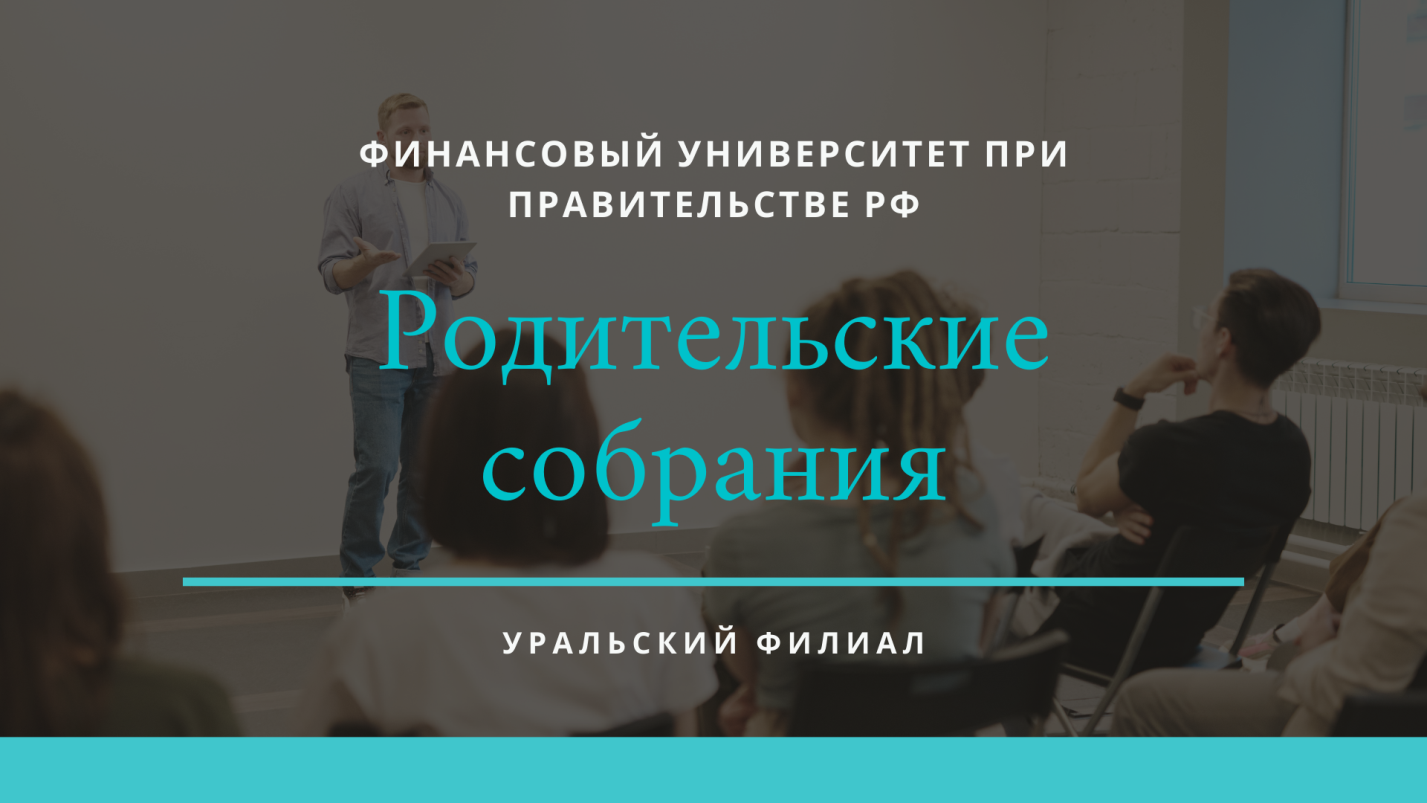 ФИНАНСОВЫЙ УНИВЕРСИТЕТ ПРИ
ПРАВИТЕЛЬСТВЕ РФ
Родительские
собрания
УРАЛЬСКИЙ ФИЛИАЛ